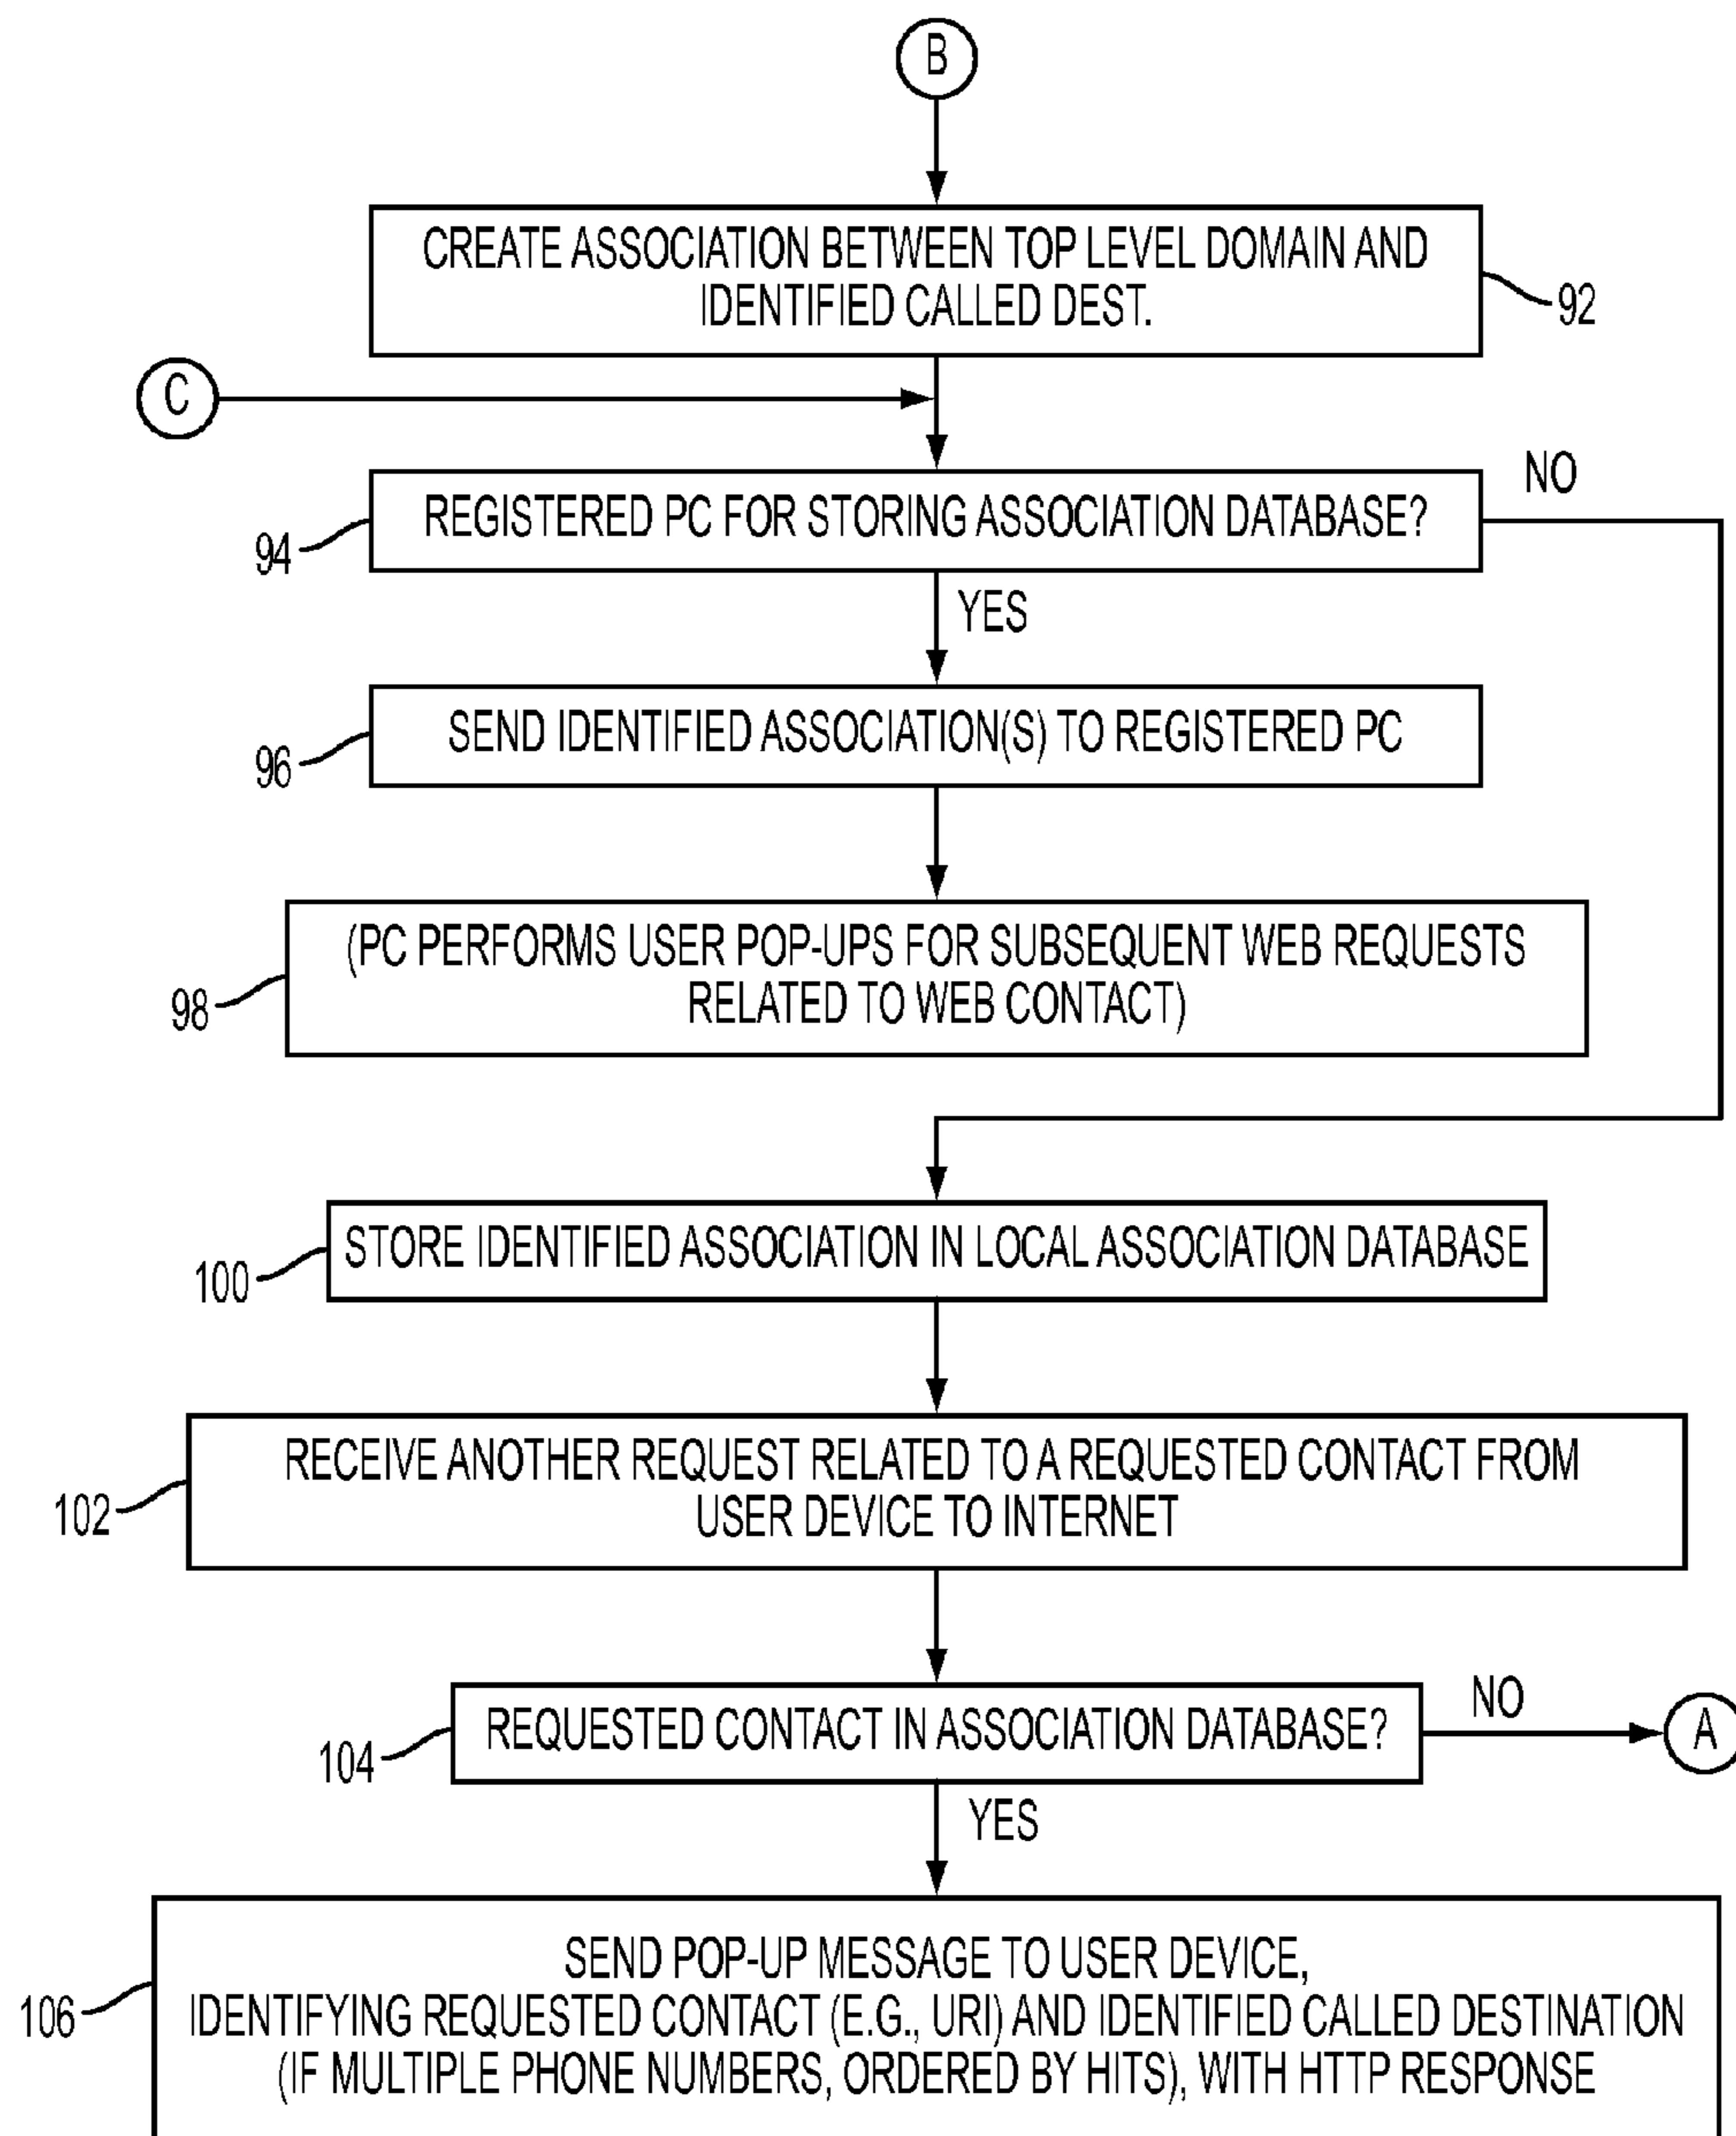 B
CREATE ASSOCIATION BETWEEN TOP LEVEL DOMAIN AND
IDENTIFIED CALLED DEST.
92
C
NO
REGISTERED PC FOR STORING ASSOCIATION DATABASE?
94
YES
SEND IDENTIFIED ASSOCIATION(S) TO REGISTERED PC
96
(PC PERFORMS USER POP-UPS FOR SUBSEQUENT WEB REQUESTS
RELATED TO WEB CONTACT)
98
STORE IDENTIFIED ASSOCIATION IN LOCAL ASSOCIATION DATABASE
100
RECEIVE ANOTHER REQUEST RELATED TO A REQUESTED CONTACT FROM
USER DEVICE TO INTERNET
102
NO
REQUESTED CONTACT IN ASSOCIATION DATABASE?
A
104
YES
SEND POP-UP MESSAGE TO USER DEVICE,
IDENTIFYING REQUESTED CONTACT (E.G., URI) AND IDENTIFIED CALLED DESTINATION
(IF MULTIPLE PHONE NUMBERS, ORDERED BY HITS), WITH HTTP RESPONSE
106